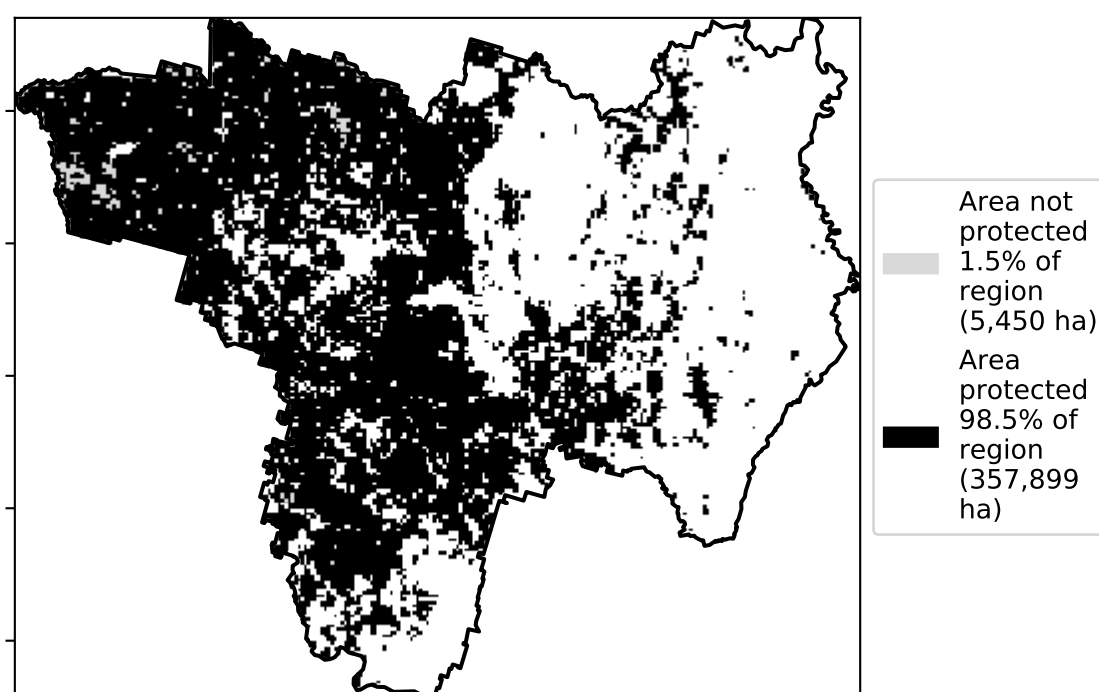 Area not
protected
1.5% of
region
(5,450 ha)
Area
protected
98.5% of
region
(357,899
ha)